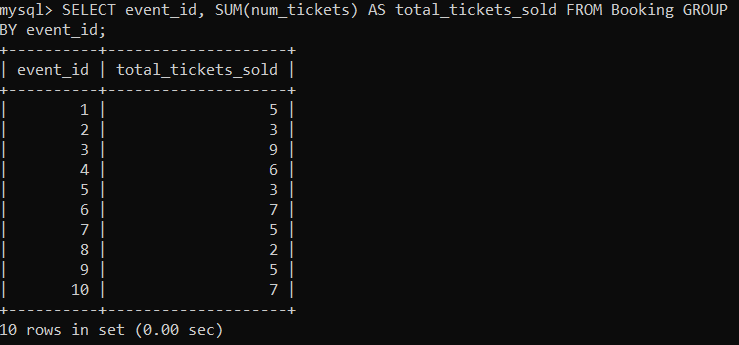 mysql> SELECT event_id, SUM(num_tickets) AS total_tickets_sold FROM Booking GROUP
BY event_id;
+----------+--------------------+
| event_id | total_tickets_sold |
+----------+--------------------+
|        1 |                  5 |
|        2 |                  3 |
|        3 |                  9 |
|        4 |                  6 |
|        5 |                  3 |
|        6 |                  7 |
|        7 |                  5 |
|        8 |                  2 |
|        9 |                  5 |
|       10 |                  7 |
+----------+--------------------+
10 rows in set (0.00 sec)